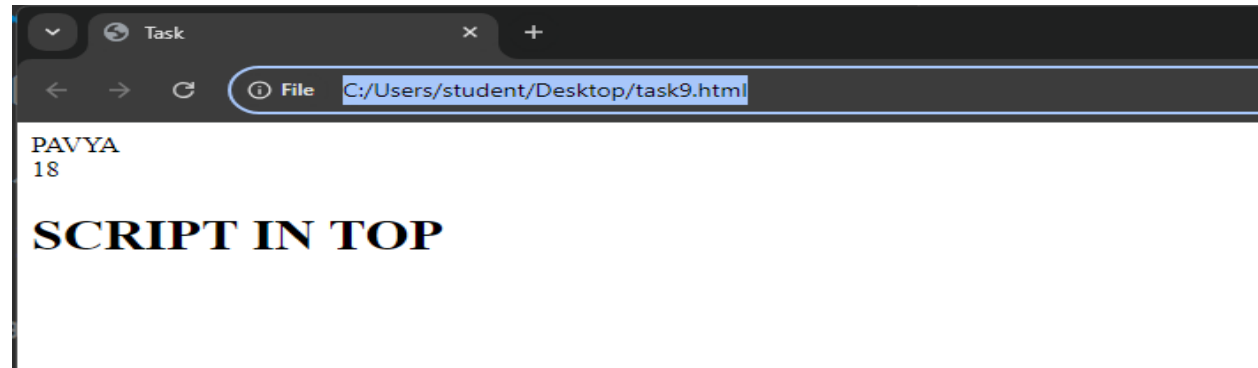 Task
File C:/Users/student/Desktop/task9.html
PAVYA
18
SCRIPT IN TOP